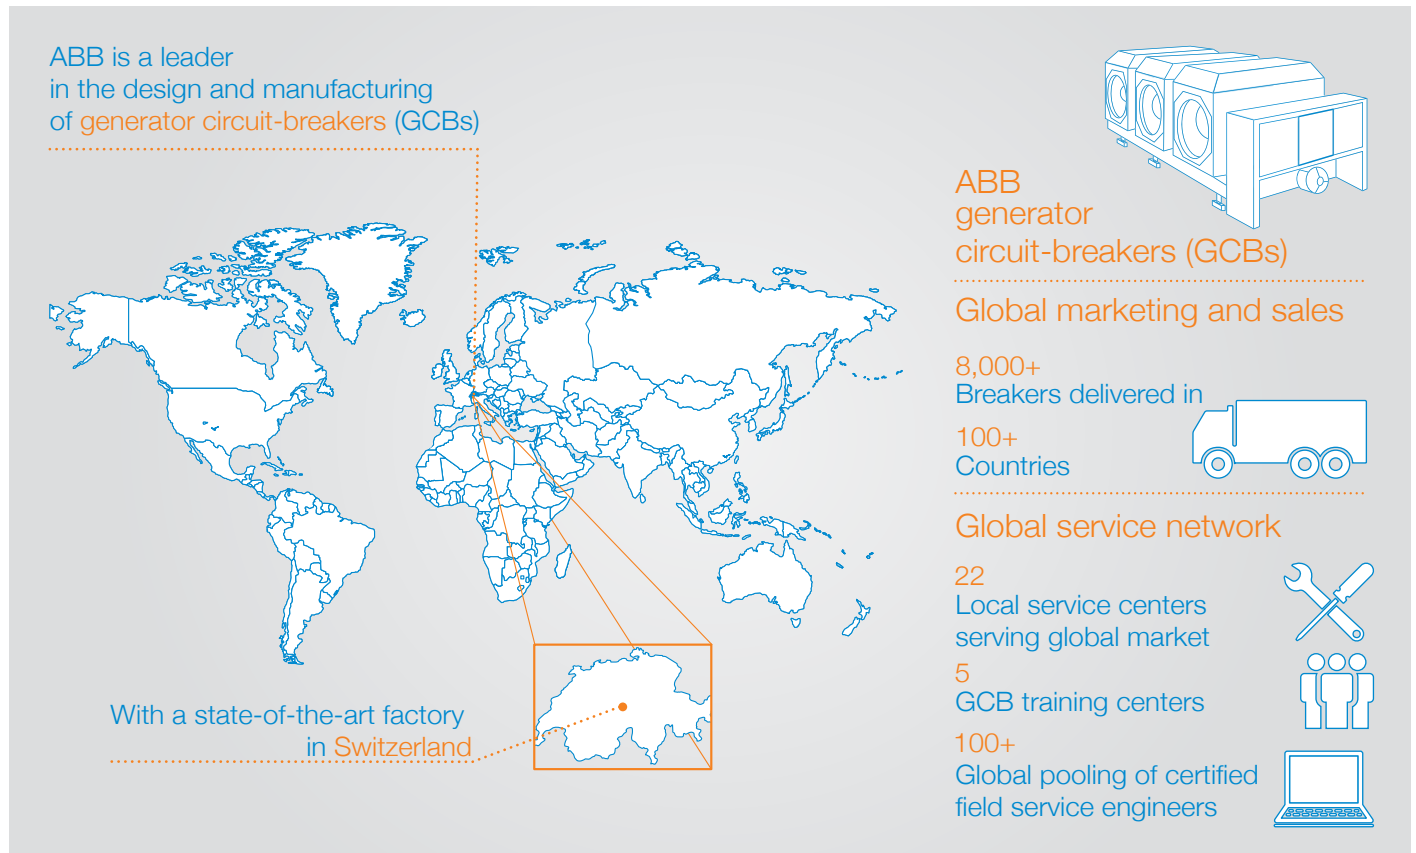 ABB is a leader
in the design and manufacturing
of generator circuit-breakers (GCBs)
With a state-of-the-art factory
in Switzerland
ABB
generator
circuit-breakers (GCBs)
Global marketing and sales
8,000+
Breakers delivered in
100+
Countries
Global service network
22
Local service centers
serving global market
5
GCB training centers
100+
Global pooling of certified
field service engineers